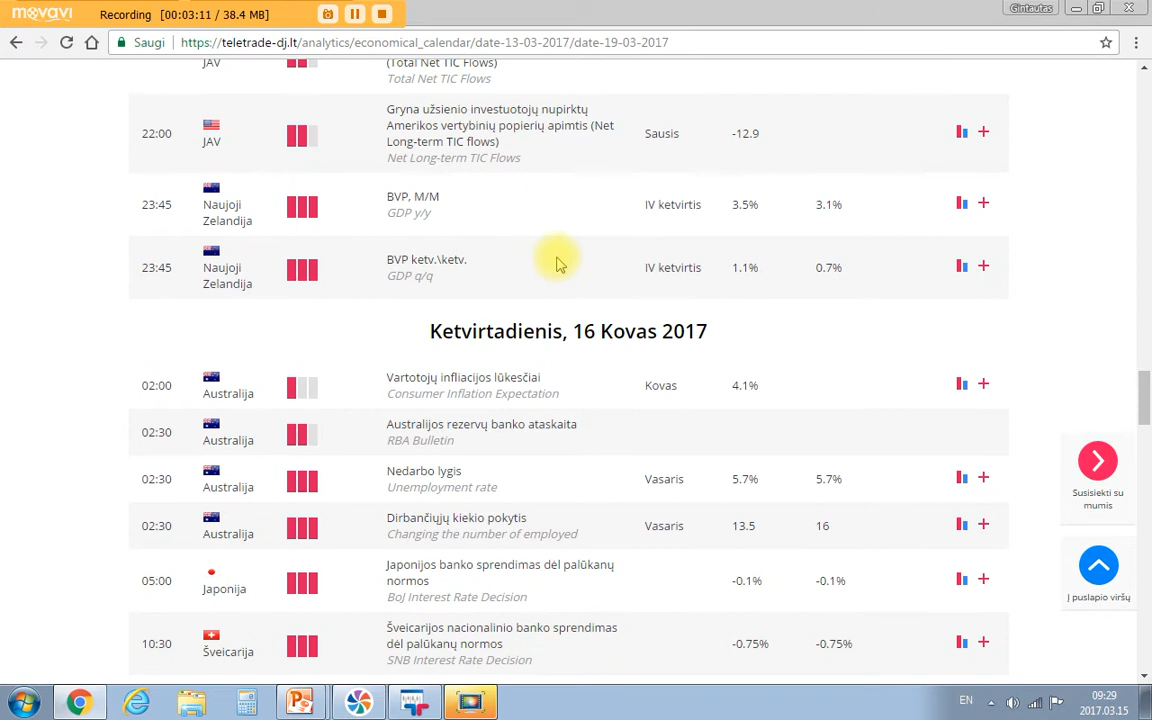 movavi Recording [00:03:11 / 38.4 MB] Gintautas
Saugi https://teletrade-dj.lt/analytics/economical_calendar/date-13-03-2017/date-19-03-2017
JAV (Total Net TIC Flows)
Total Net TIC Flows
Gryna užsienio investuotojų nupirktų
22:00 JAV Amerikos vertybinių popierių apimtis (Net Sausis -12.9
Long-term TIC flows)
Net Long-term TIC Flows
23:45 Naujoji Zelandija BVP, M/M IV ketvirtis 3.5% 3.1%
GDP y/y
23:45 Naujoji Zelandija BVP ketv.\ketv. IV ketvirtis 1.1% 0.7%
GDP q/q
Ketvirtadienis, 16 Kovas 2017
02:00 Australija Vartotojų infliacijos lūkesčiai Kovas 4.1%
Consumer Inflation Expectation
02:30 Australija Australijos rezervų banko ataskaita
RBA Bulletin
02:30 Australija Nedarbo lygis Vasaris 5.7% 5.7%
Unemployment rate
02:30 Australija Dirbančiųjų kiekio pokytis Vasaris 13.5 16
Changing the number of employed
05:00 Japonija Japonijos banko sprendimas dėl palūkanų -0.1% -0.1%
normos
BoJ Interest Rate Decision
10:30 Šveicarija Šveicarijos nacionalinio banko sprendimas -0.75% -0.75%
dėl palūkanų normos
SNB Interest Rate Decision
Susisiekti su
mumis
Į puslapio viršų
EN 09:29
2017.03.15